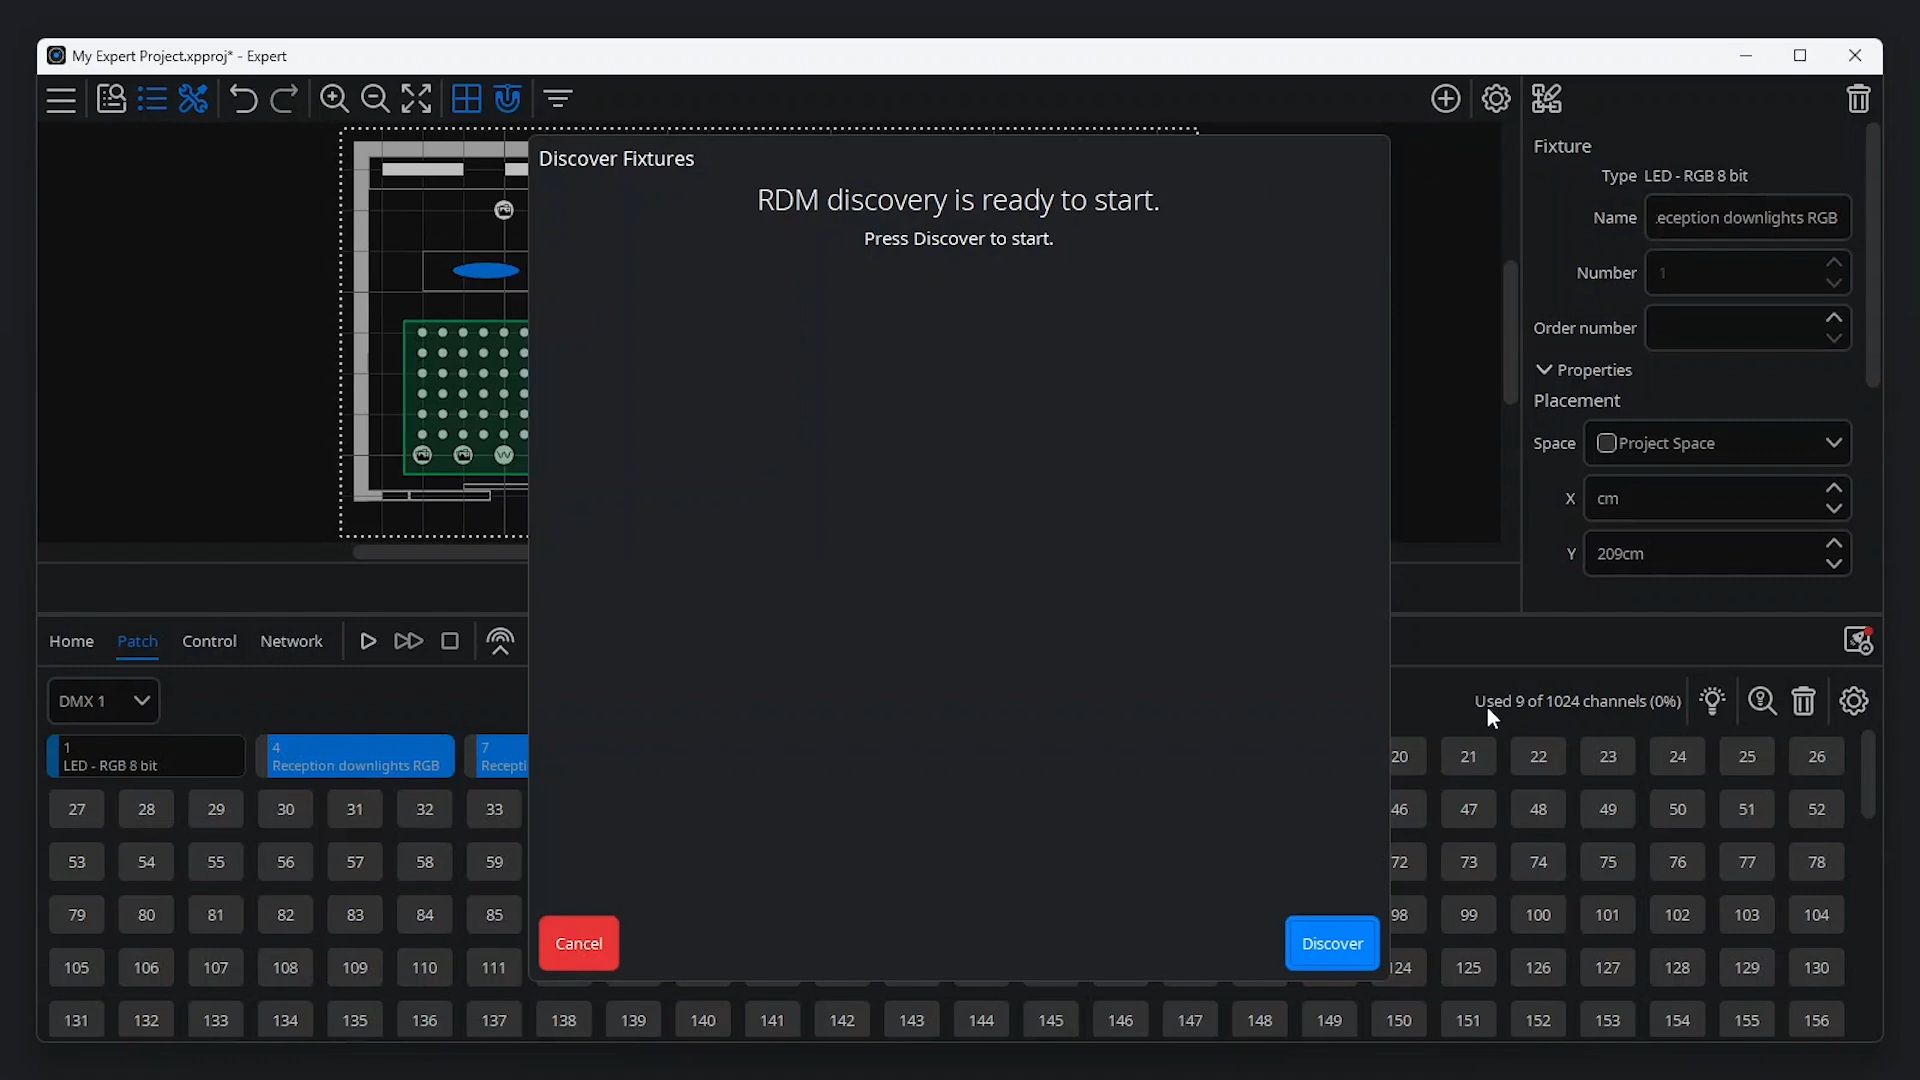 My Expert Project.xpproj* - Expert
Discover Fixtures
RDM discovery is ready to start.
Press Discover to start.
Cancel
Discover
Fixture
Type LED - RGB 8 bit
Name eception downlights RGB
Number 1
Order number
Properties
Placement
Space Project Space
X cm
Y 209cm
Home Patch Control Network
DMX 1
Used 9 of 1024 channels (0%)
1
LED - RGB 8 bit
4
Reception downlights RGB
7
Recepti
20 21 22 23 24 25 26
27 28 29 30 31 32 33
46 47 48 49 50 51 52
53 54 55 56 57 58 59
72 73 74 75 76 77 78
79 80 81 82 83 84 85
98 99 100 101 102 103 104
105 106 107 108 109 110 111
124 125 126 127 128 129 130
131 132 133 134 135 136 137 138 139 140 141 142 143 144 145 146 147 148 149 150 151 152 153 154 155 156